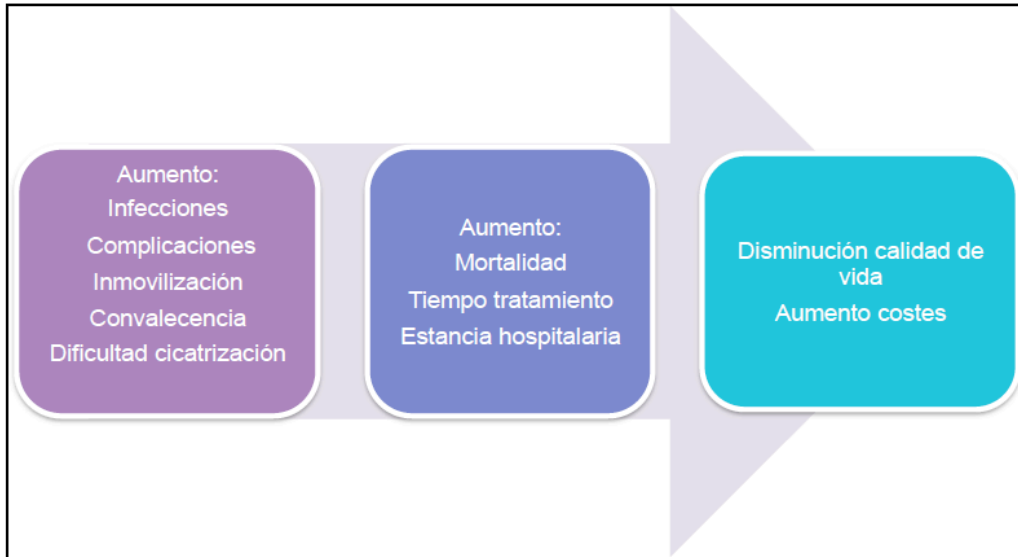 Aumento:
Infecciones
Complicaciones
Inmovilización
Convalecencia
Dificultad cicatrización
Aumento:
Mortalidad
Tiempo tratamiento
Estancia hospitalaria
Disminución calidad de
vida
Aumento costes